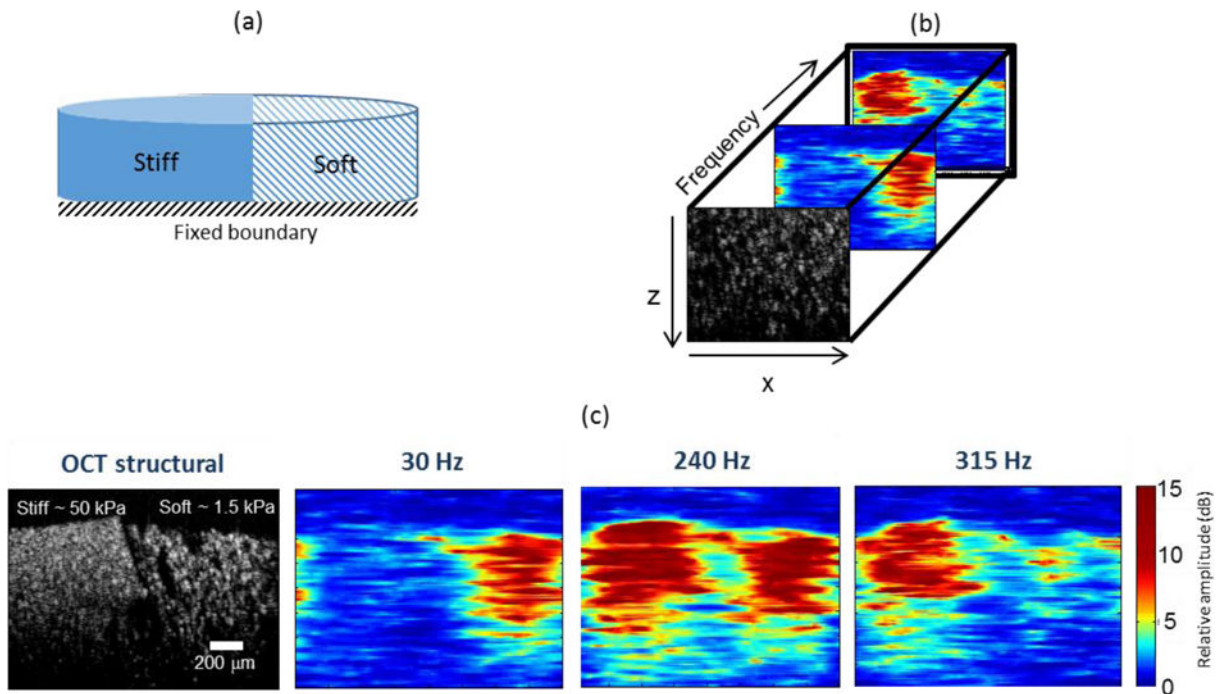 (a)
Stiff
Soft
Fixed boundary
(b)
Frequency
z
x
(c)
OCT structural
30 Hz
240 Hz
315 Hz
Stiff ~ 50 kPa
Soft ~ 1.5 kPa
200 μm
15
10
5
0
Relative amplitude (dB)